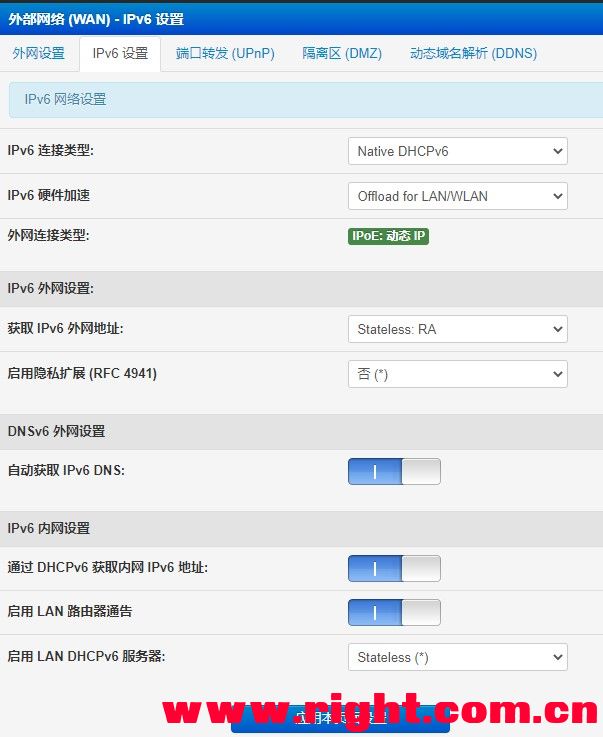 外部网络 (WAN) - IPv6 设置
外网设置 IPv6 设置 端口转发 (UPnP) 隔离区 (DMZ) 动态域名解析 (DDNS)
IPv6 网络设置
IPv6 连接类型: Native DHCPv6
IPv6 硬件加速 Offload for LAN/WLAN
外网连接类型: IPoE: 动态 IP
IPv6 外网设置:
获取 IPv6 外网地址: Stateless: RA
启用隐私扩展 (RFC 4941) 否 (*)
DNSv6 外网设置
自动获取 IPv6 DNS:
IPv6 内网设置
通过 DHCPv6 获取内网 IPv6 地址:
启用 LAN 路由器通告
启用 LAN DHCPv6 服务器: Stateless (*)
应用本页面设置
www.right.com.cn